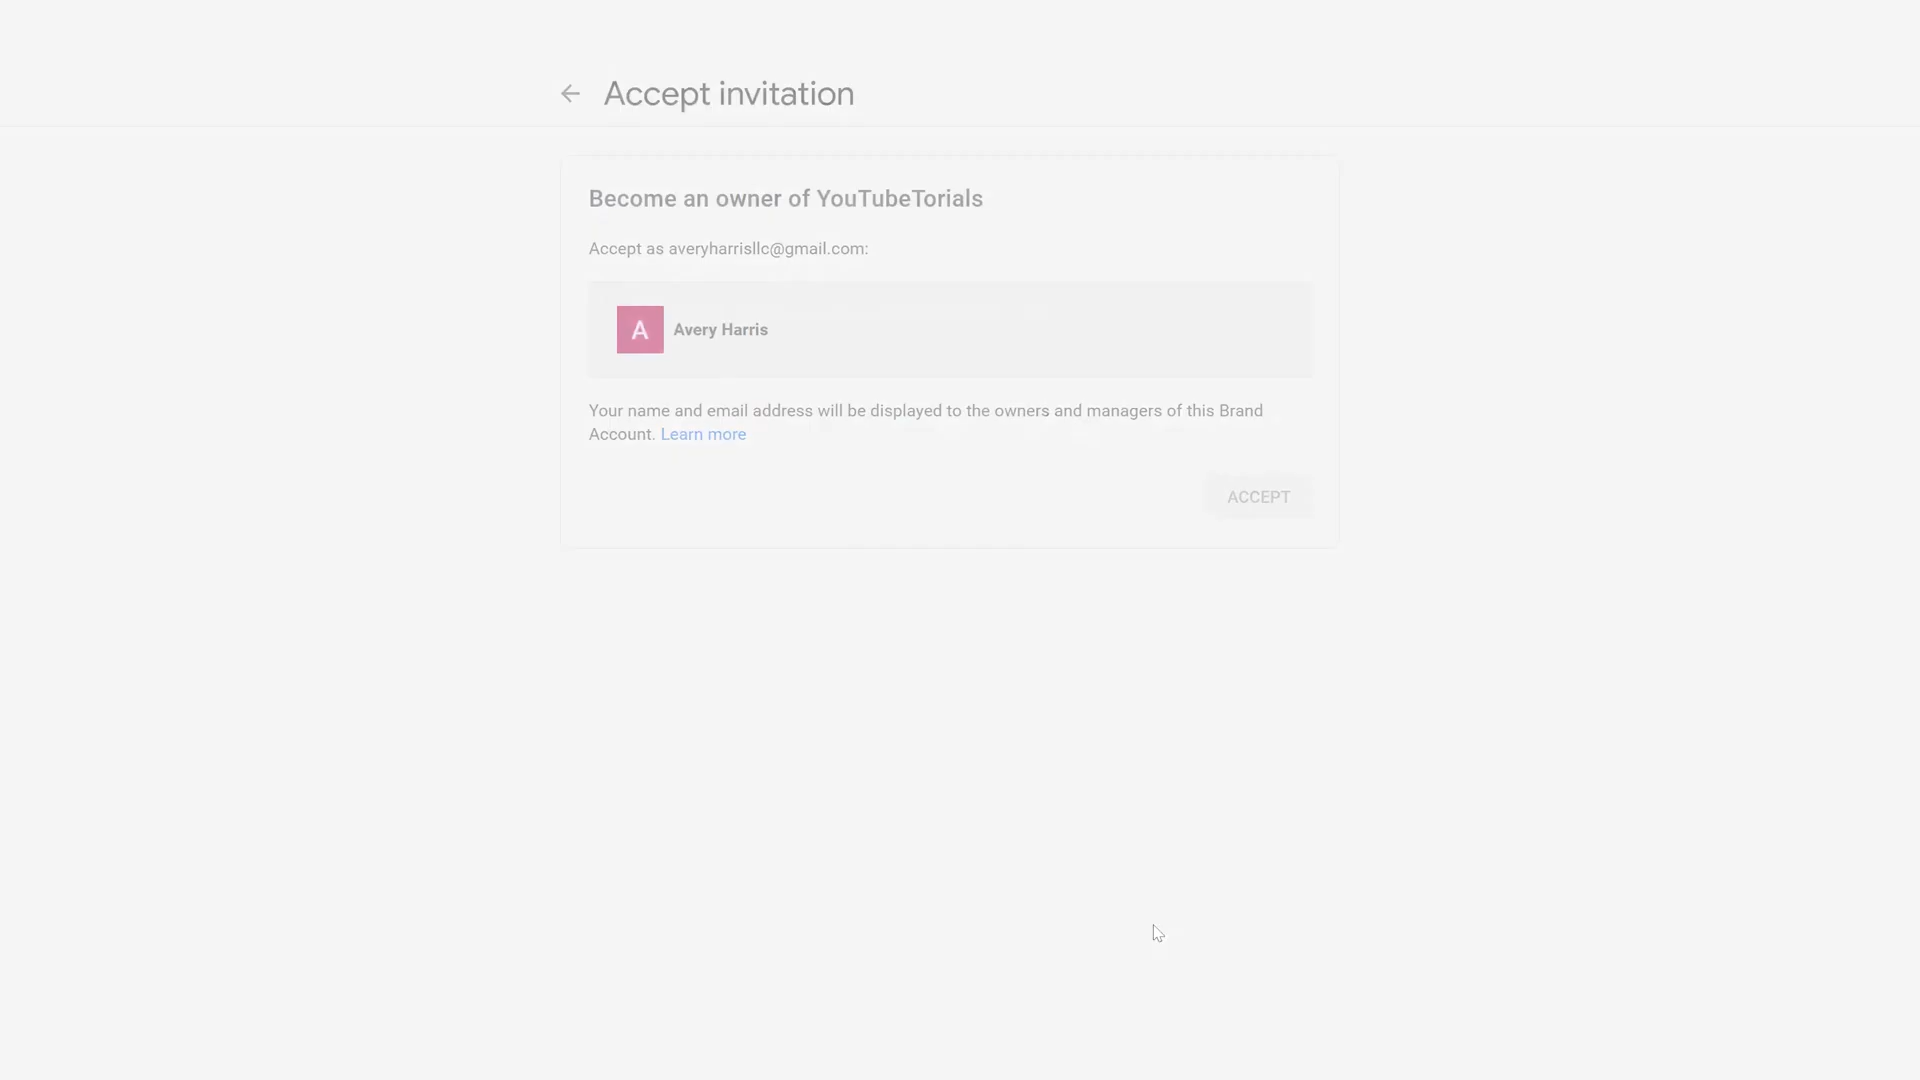 Accept invitation
Become an owner of YouTubeTorials
Accept as averyharrisllc@gmail.com:
A Avery Harris
Your name and email address will be displayed to the owners and managers of this Brand
Account. Learn more
ACCEPT